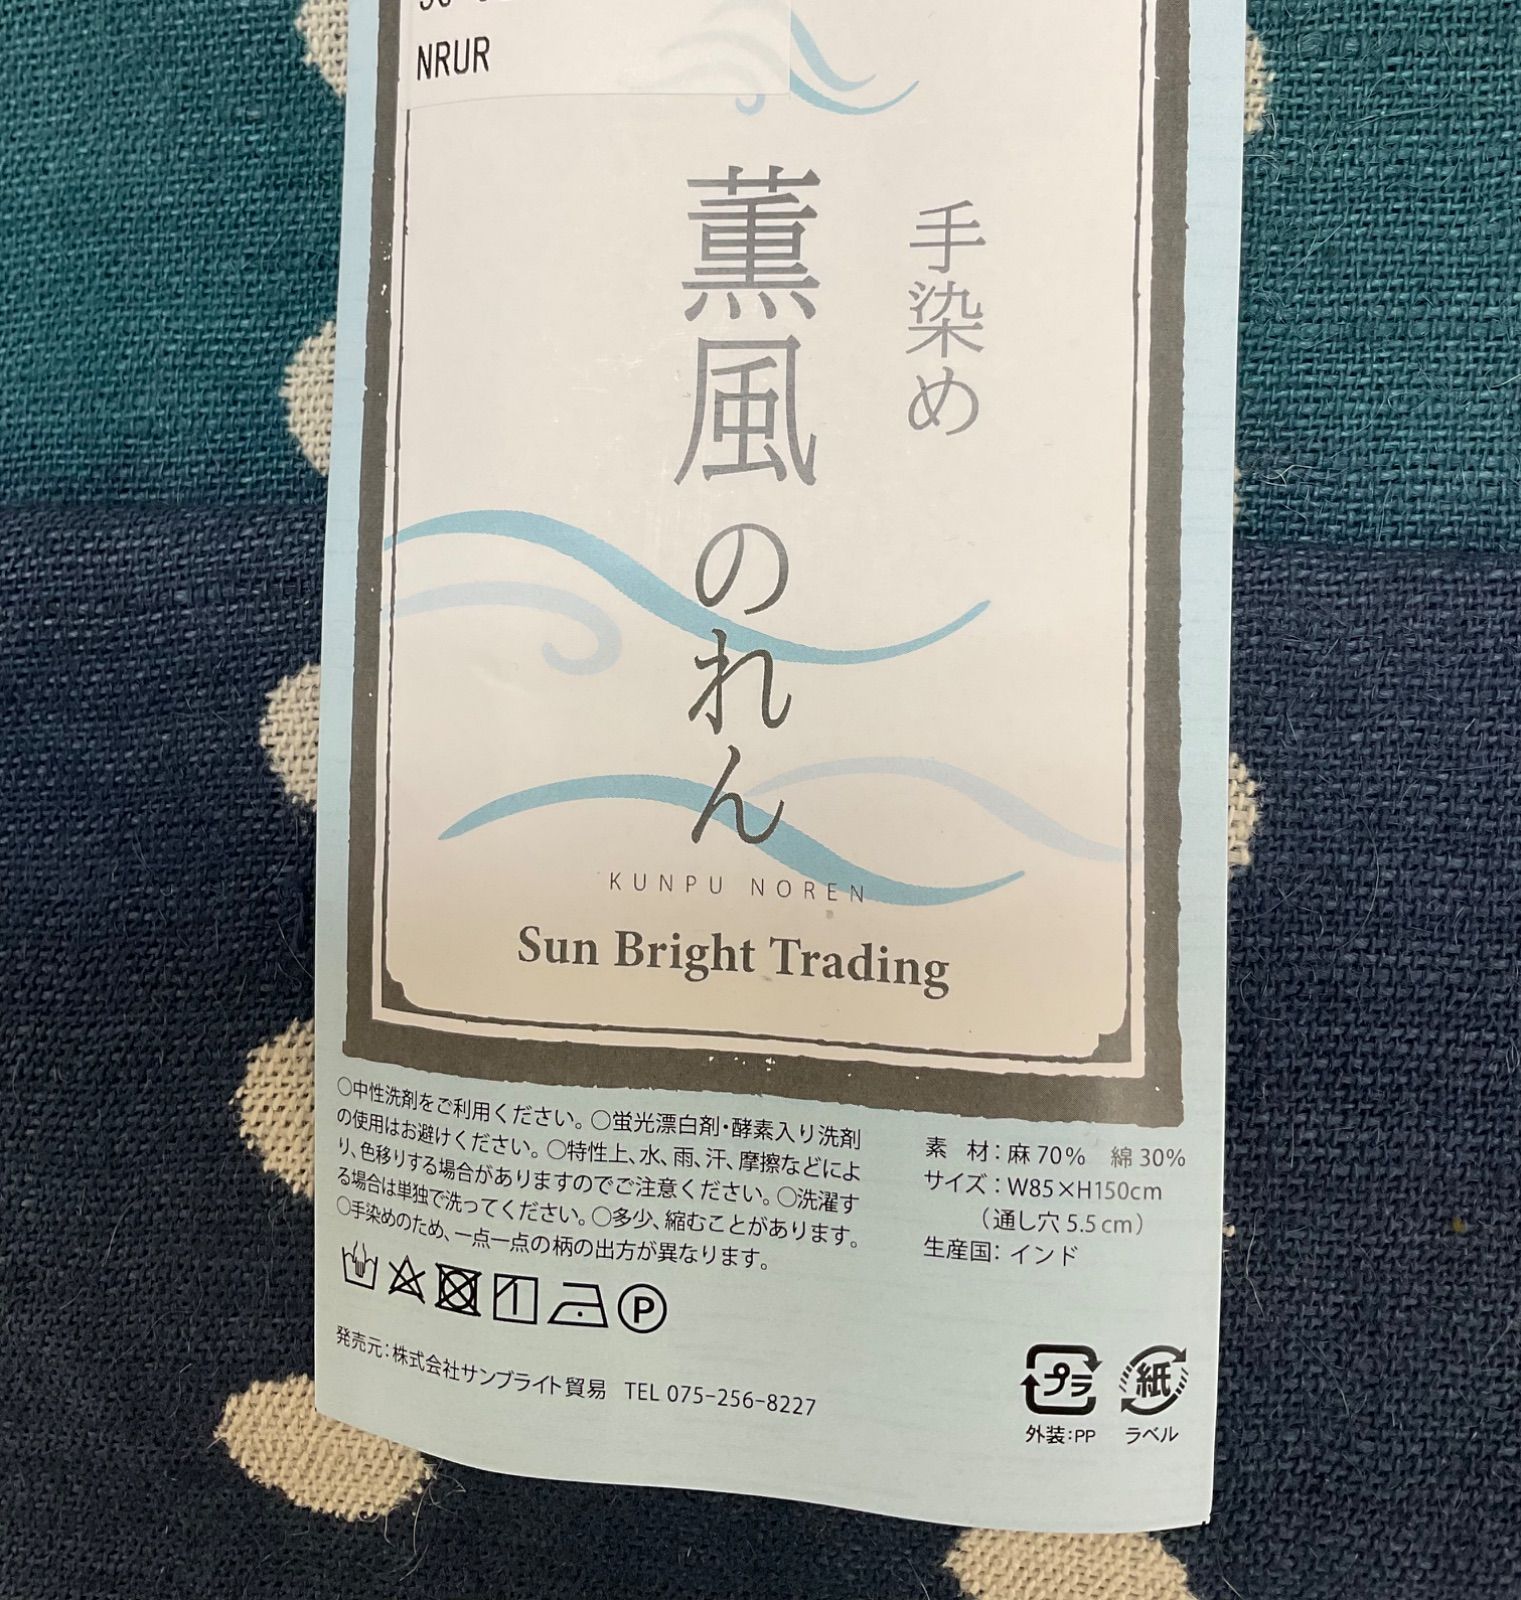 NRUR
手染め
薫風のれん
KUNPU NOREN
Sun Bright Trading
○中性洗剤をご利用ください。○蛍光漂白剤・酵素入り洗剤
の使用はお避けください。○特性上、水、雨、汗、摩擦などによ
り、色移りする場合がありますのでご注意ください。○洗濯す
る場合は単独で洗ってください。○多少、縮むことがあります。
○手染めのため、一点一点の柄の出方が異なります。
P
発売元:株式会社サンブライト貿易 TEL 075-256-8227
素 材:麻70% 綿30%
サイズ:W85×H150cm
(通し穴5.5cm)
生産国:インド
プラ 紙
外装:PP ラベル